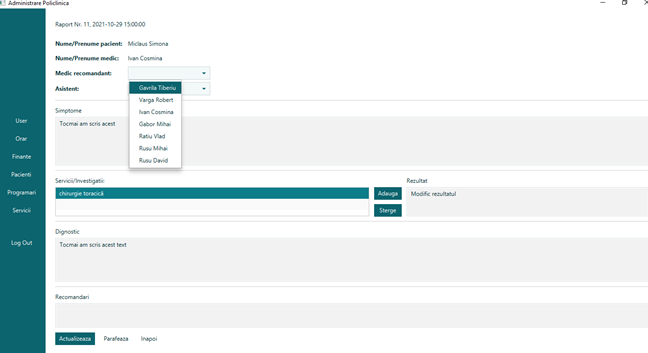 Administrare Policlinica
Raport Nr. 11, 2021-10-29 15:00:00
Nume/Prenume pacient: Miclaus Simona
Nume/Prenume medic: Ivan Cosmina
Medic recomandant:
Asistent:
Gavrila Tiberiu
Varga Robert
Ivan Cosmina
Gabor Mihai
Ratiu Vlad
Rusu Mihai
Rusu David
User
Orar
Finante
Pacienti
Programari
Servicii
Log Out
Simptome
Tocmai am scris acest
Servicii/Investigatii
chirurgie toracică
Adauga
Sterge
Rezultat
Modific rezultatul
Dignostic
Tocmai am scris acest text
Recomandari
Actualizeaza Parafeaza Inapoi